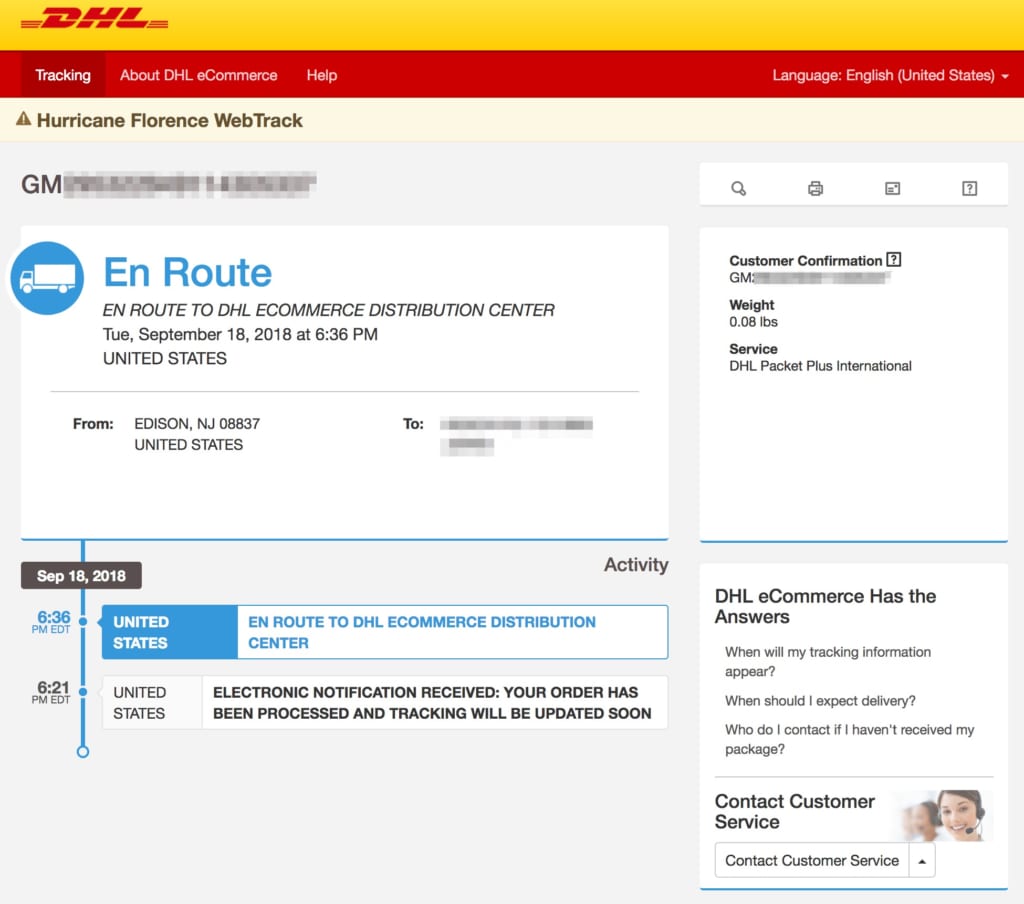 DHL
Tracking About DHL eCommerce Help Language: English (United States)
Hurricane Florence WebTrack
GM
En Route
EN ROUTE TO DHL ECOMMERCE DISTRIBUTION CENTER
Tue, September 18, 2018 at 6:36 PM
UNITED STATES
From: EDISON, NJ 08837
UNITED STATES
To:
Customer Confirmation ?
GM
Weight
0.08 lbs
Service
DHL Packet Plus International
Activity
Sep 18, 2018
6:36
PM EDT
UNITED
STATES
EN ROUTE TO DHL ECOMMERCE DISTRIBUTION
CENTER
6:21
PM EDT
UNITED
STATES
ELECTRONIC NOTIFICATION RECEIVED: YOUR ORDER HAS
BEEN PROCESSED AND TRACKING WILL BE UPDATED SOON
DHL eCommerce Has the
Answers
When will my tracking information
appear?
When should I expect delivery?
Who do I contact if I haven't received my
package?
Contact Customer
Service
Contact Customer Service